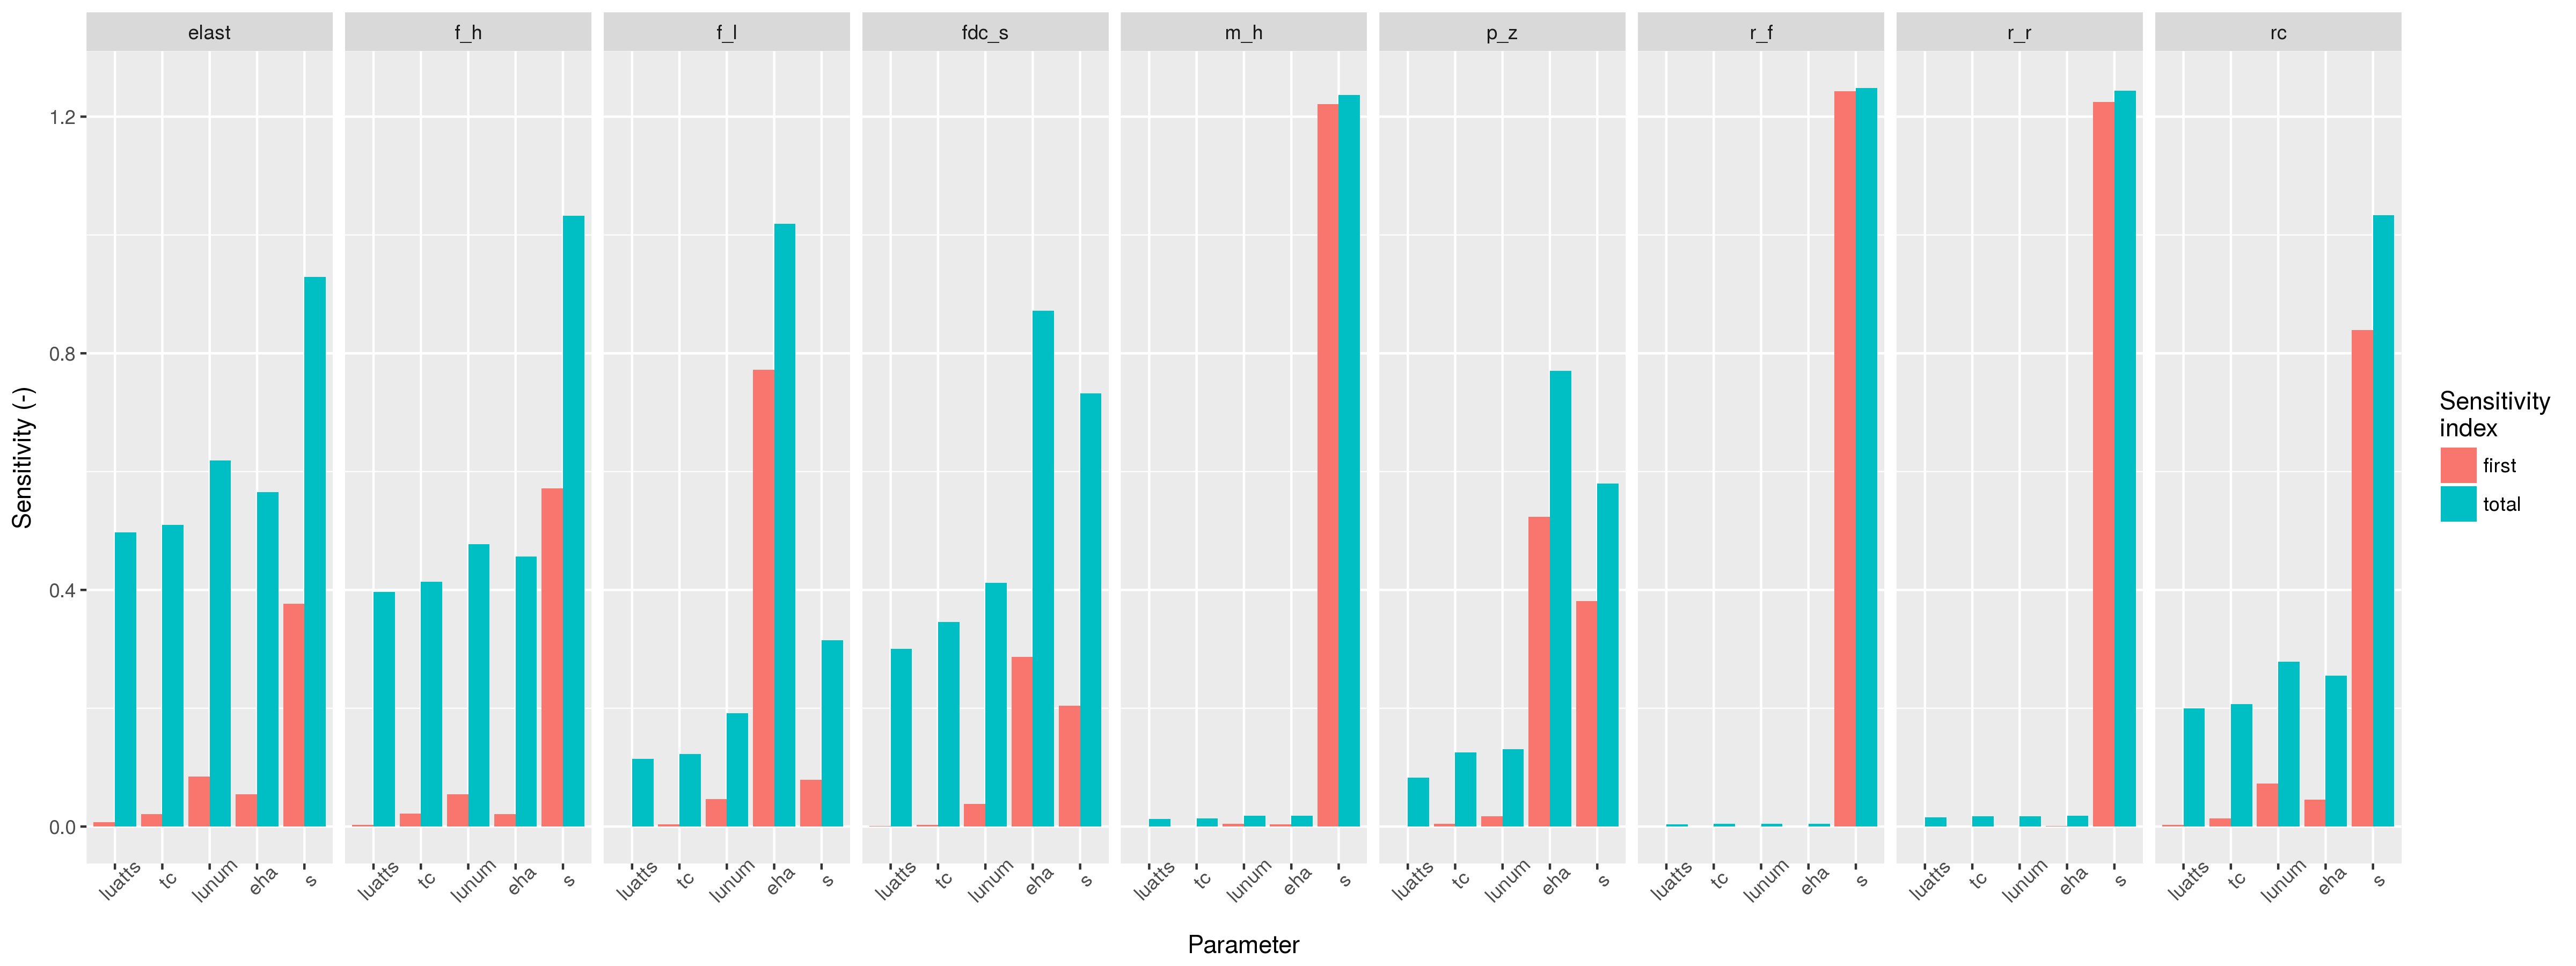 elast f_h f_l fdc_s m_h p_z r_f r_r rc
1.2
0.8
0.4
0.0
Sensitivity (-)
luatts tc lunum eha s luatts tc lunum eha s luatts tc lunum eha s luatts tc lunum eha s luatts tc lunum eha s luatts tc lunum eha s luatts tc lunum eha s luatts tc lunum eha s luatts tc lunum eha s
Parameter
Sensitivity
index
first
total